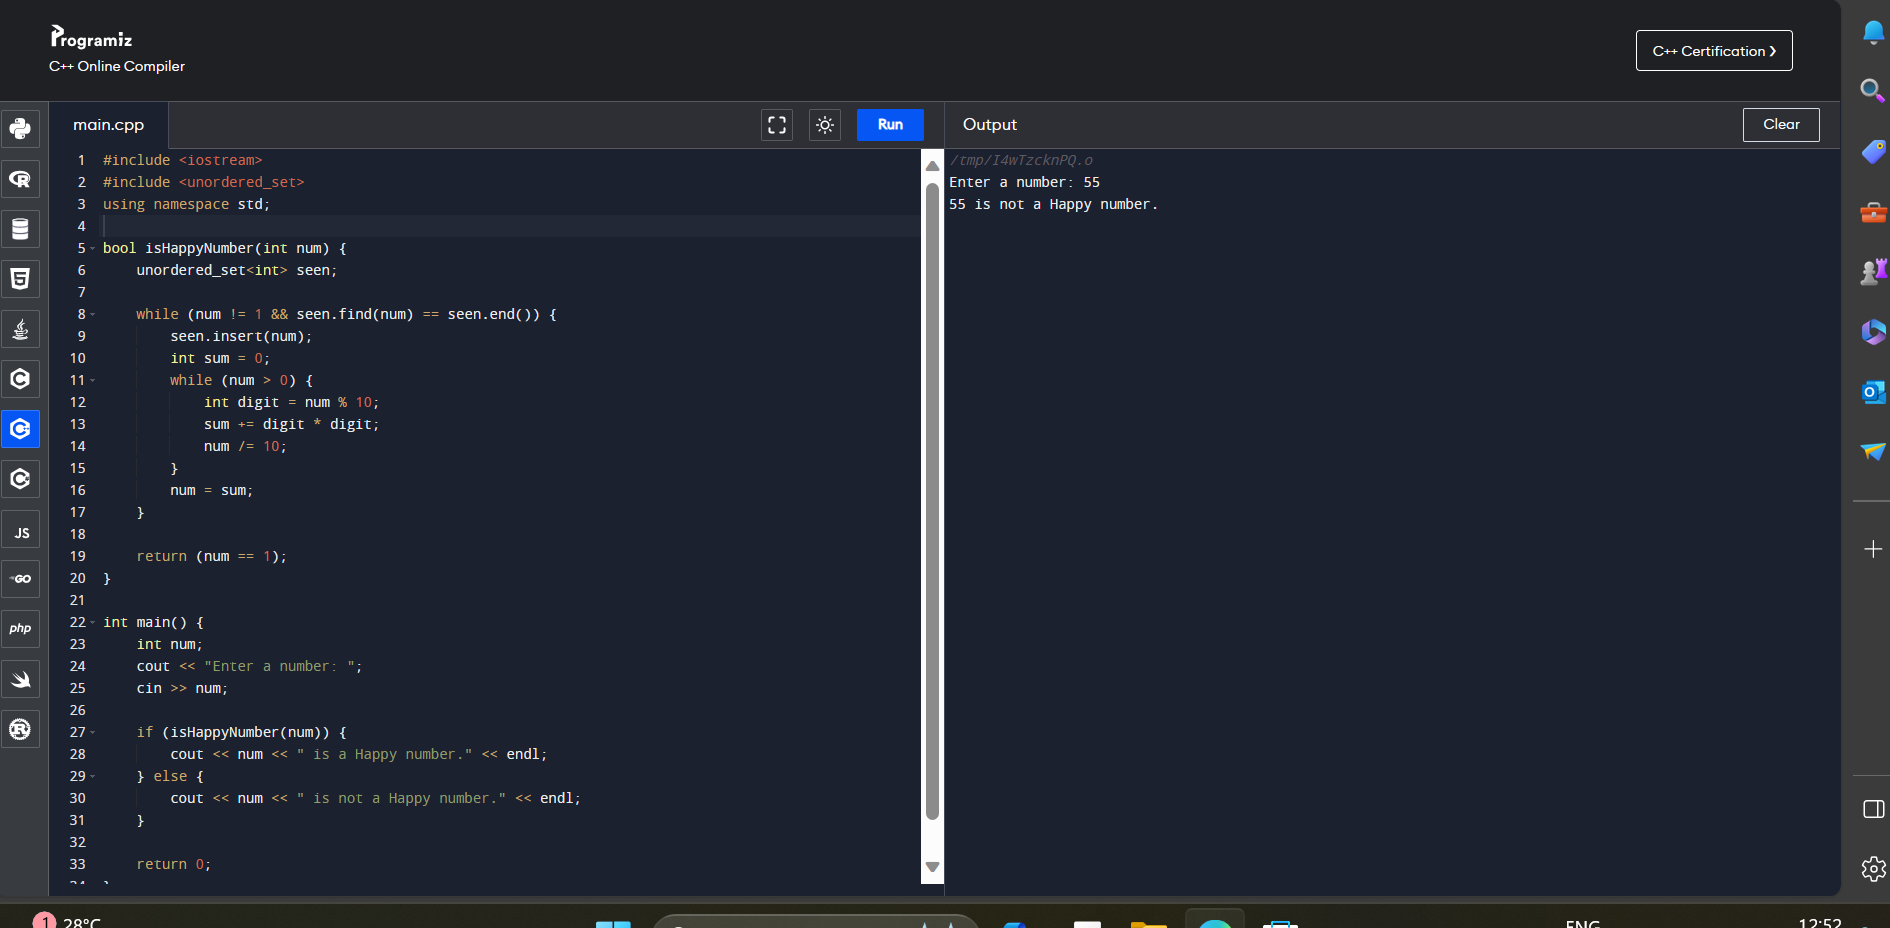 Programiz
C++ Online Compiler
C++ Certification ❯
main.cpp
Run
Output
Clear
1 #include <iostream>
2 #include <unordered_set>
3 using namespace std;
4
5 bool isHappyNumber(int num) {
6     unordered_set<int> seen;
7
8     while (num != 1 && seen.find(num) == seen.end()) {
9         seen.insert(num);
10         int sum = 0;
11         while (num > 0) {
12             int digit = num % 10;
13             sum += digit * digit;
14             num /= 10;
15         }
16         num = sum;
17     }
18
19     return (num == 1);
20 }
21
22 int main() {
23     int num;
24     cout << "Enter a number: ";
25     cin >> num;
26
27     if (isHappyNumber(num)) {
28         cout << num << " is a Happy number." << endl;
29     } else {
30         cout << num << " is not a Happy number." << endl;
31     }
32
33     return 0;
/tmp/I4wTzcknPQ.o
Enter a number: 55
55 is not a Happy number.
R
5
C
C
C
JS
GO
php
R
O
1
28°C
ENG
12:52